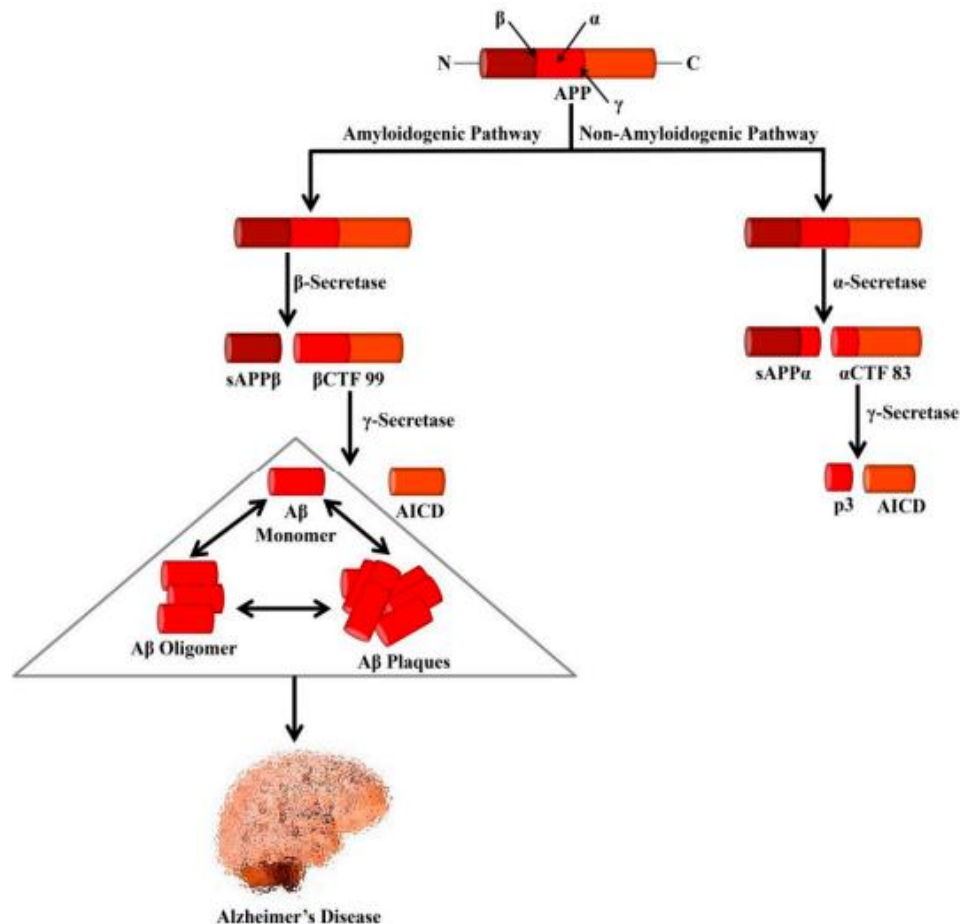 β
α
N
C
APP
γ
Amyloidogenic Pathway
Non-Amyloidogenic Pathway
β-Secretase
α-Secretase
sAPPβ
βCTF 99
sAPPα
αCTF 83
γ-Secretase
γ-Secretase
Aβ
Monomer
AICD
p3
AICD
Aβ Oligomer
Aβ Plaques
Alzheimer's Disease